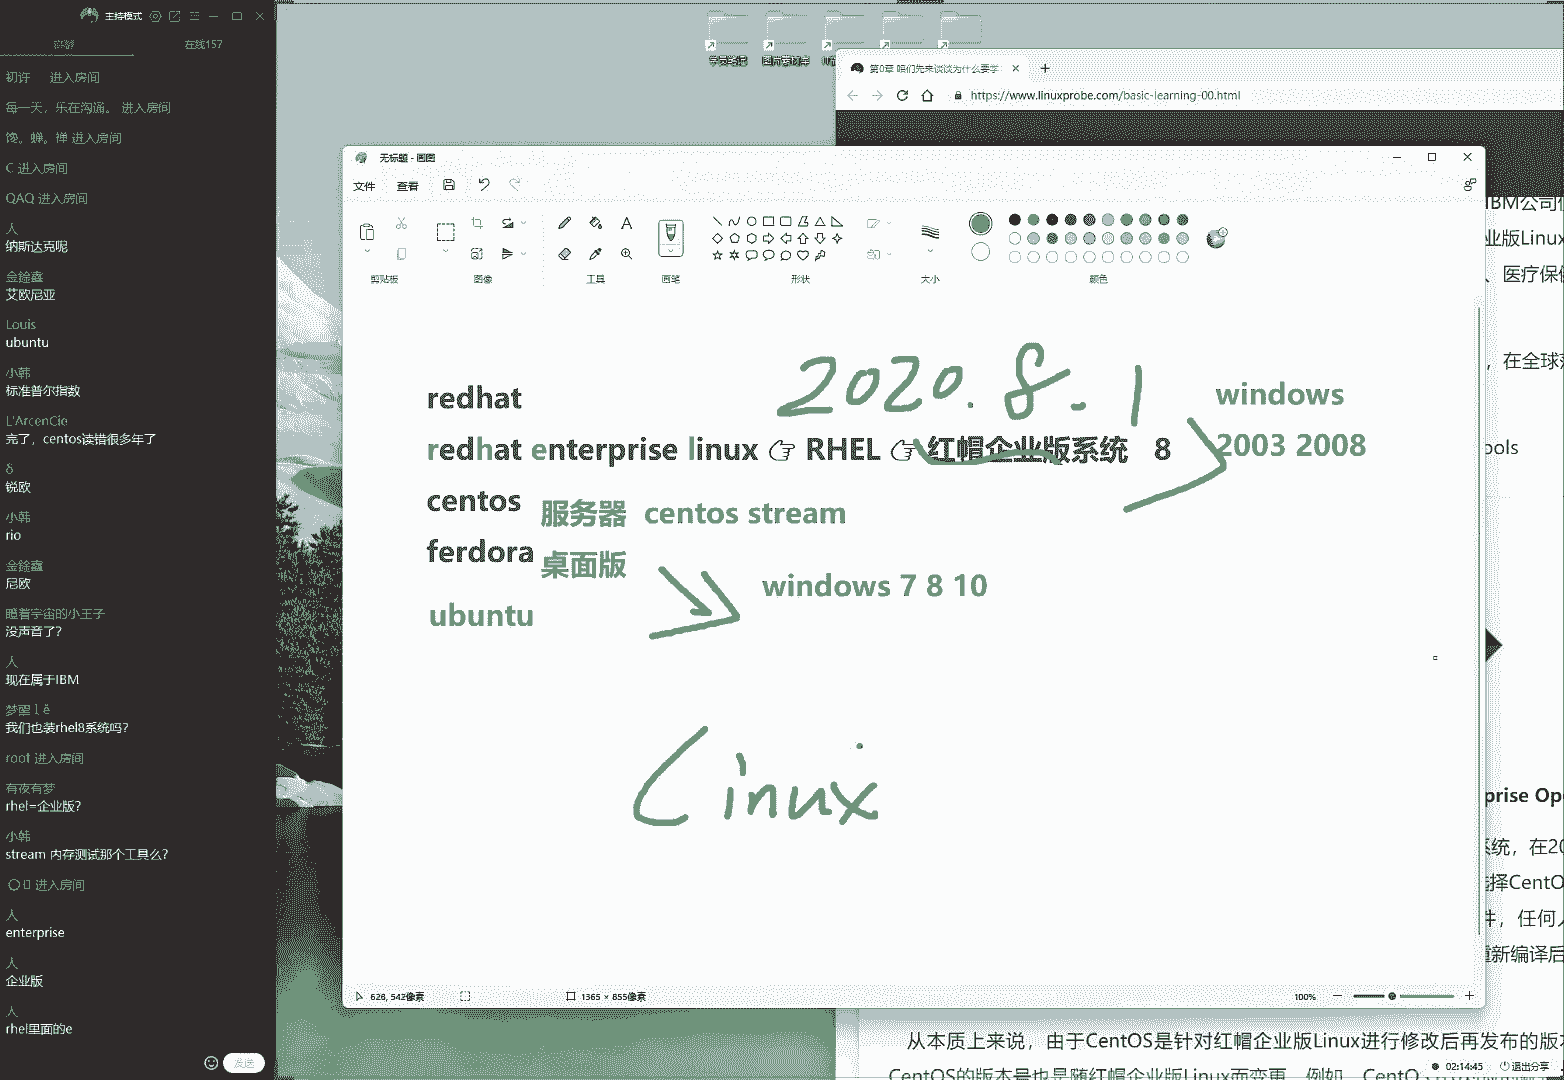 主持模式
在线157
初许 进入房间
每一天，乐在沟通。 进入房间
馋。蝉。禅 进入房间
C 进入房间
QAQ 进入房间
人
纳斯达克呢
金鍂鑫
艾欧尼亚
Louis
ubuntu
小韩
标准普尔指数
L'ArcenCie
完了，centos读错很多年了
δ
锐欧
小韩
rio
金鍂鑫
尼欧
瞳着宇宙的小王子
没声音了？
人
现在属于IBM
我们也装rhel8系统吗？
root 进入房间
有夜有梦
rhel=企业版？
小韩
stream 内存测试那个工具么？
进入房间
人
enterprise
人
企业版
人
rhel里面的e
发送
学员笔记
图所素材库
第0章 咱们先来谈谈为什么要学
https://www.linuxprobe.com/basic-learning-00.html
无标题 - 画图
文件 查看
剪贴板 图像 工具 画笔 形状 大小 颜色
2020.8.1
redhat
windows
redhat enterprise linux 👉 RHEL 👉 红帽企业版系统 8
2003 2008
centos 服务器 centos stream
ferdora 桌面版
windows 7 8 10
ubuntu
Linux
628, 542像素
1365 × 855像素
100%
IBM公司
业版Linux
、医疗保
，在全球
ools
prise Op
系统，在20
选择CentO
件，任何
重新编译后
从本质上来说，由于CentOS是针对红帽企业版Linux进行修改后再发布的版
CentOS的版本号也是随红帽企业版Linux而变更，例如，CentO
02:14:45 退出分享